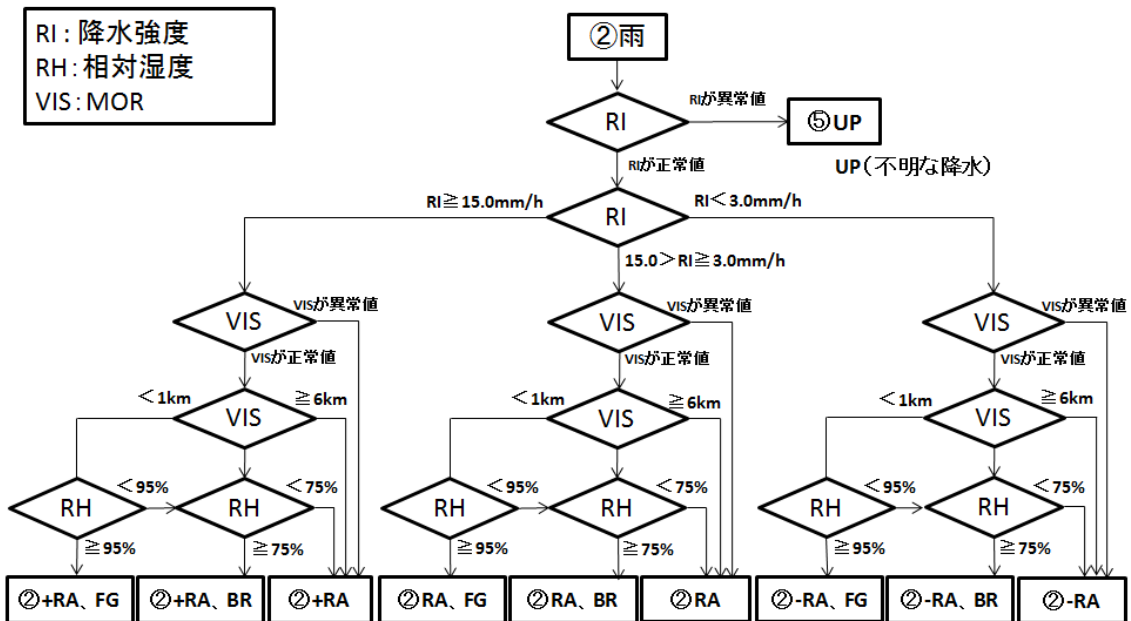 RI：降水強度
RH：相対湿度
VIS：MOR
②雨
RI
RIが異常値
⑤UP
UP（不明な降水）
RIが正常値
RI≧15.0mm/h
RI
RI＜3.0mm/h
15.0＞RI≧3.0mm/h
VIS
VISが異常値
VIS
VISが異常値
VIS
VISが異常値
VISが正常値
VISが正常値
VISが正常値
＜1km
VIS
≧6km
＜1km
VIS
≧6km
＜1km
VIS
≧6km
RH
＜95%
RH
＜75%
RH
＜95%
RH
＜75%
RH
＜95%
RH
＜75%
≧95%
≧75%
≧95%
≧75%
≧95%
≧75%
②+RA、FG
②+RA、BR
②+RA
②RA、FG
②RA、BR
②RA
②-RA、FG
②-RA、BR
②-RA